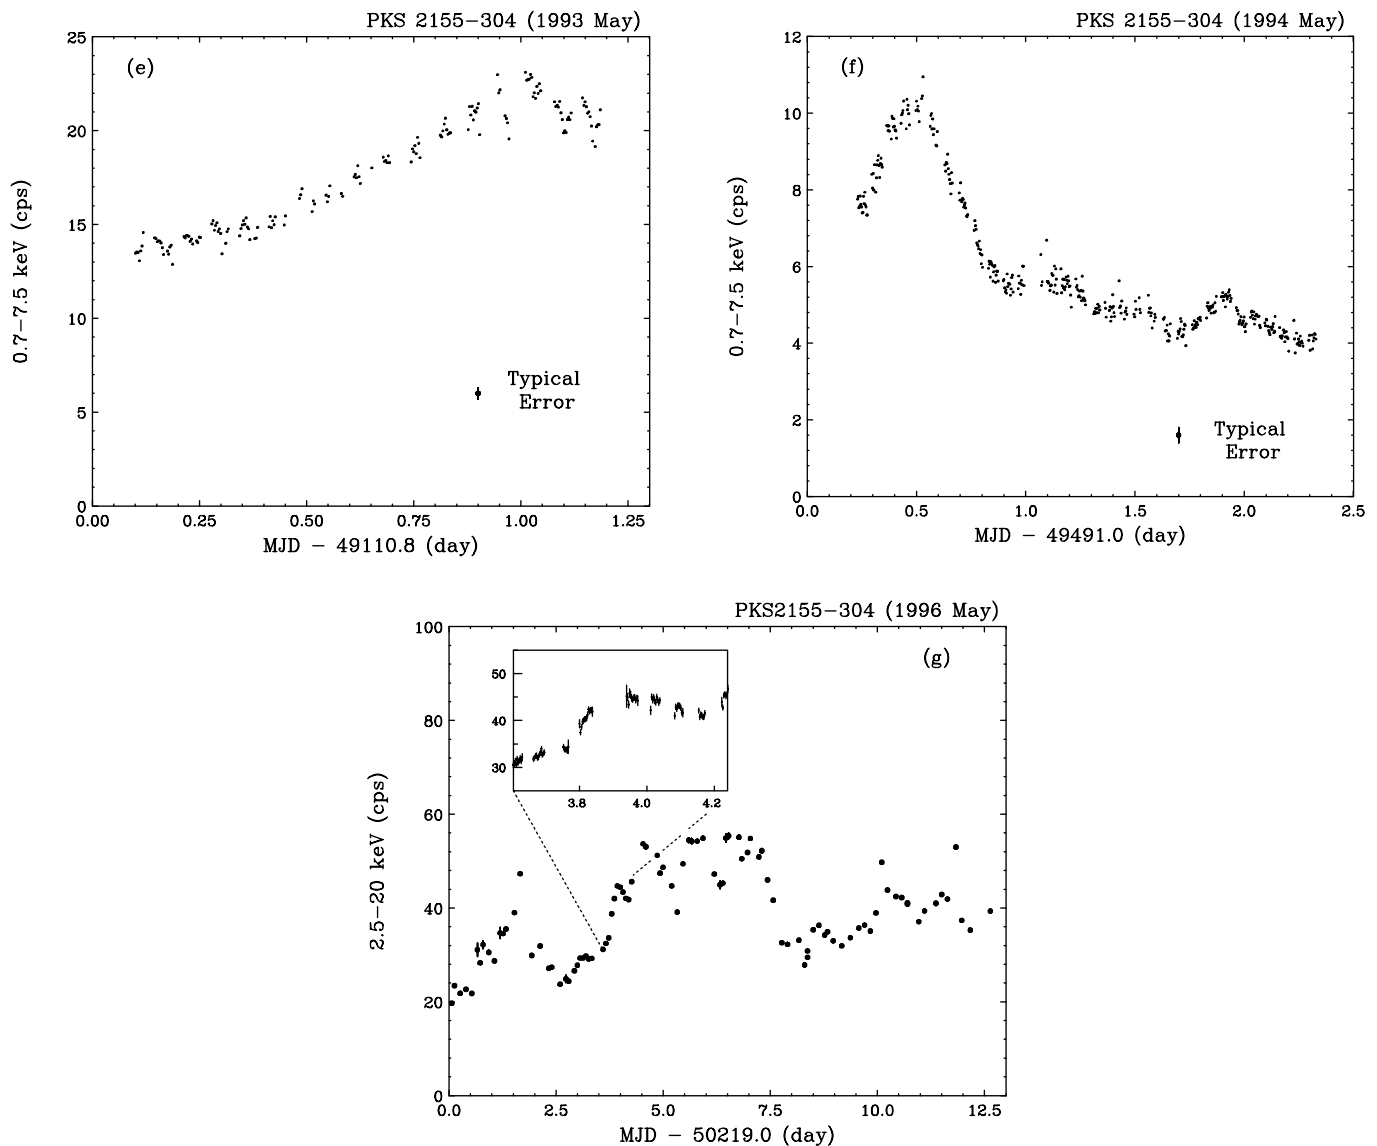 PKS 2155−304 (1993 May)
(e)
25
20
15
10
5
0
0.7−7.5 keV (cps)
Typical
Error
0.00 0.25 0.50 0.75 1.00 1.25
MJD − 49110.8 (day)
PKS 2155−304 (1994 May)
(f)
12
10
8
6
4
2
0
0.7−7.5 keV (cps)
Typical
Error
0.0 0.5 1.0 1.5 2.0 2.5
MJD − 49491.0 (day)
PKS2155−304 (1996 May)
(g)
100
80
60
40
20
0
2.5−20 keV (cps)
50
40
30
3.8 4.0 4.2
0.0 2.5 5.0 7.5 10.0 12.5
MJD − 50219.0 (day)